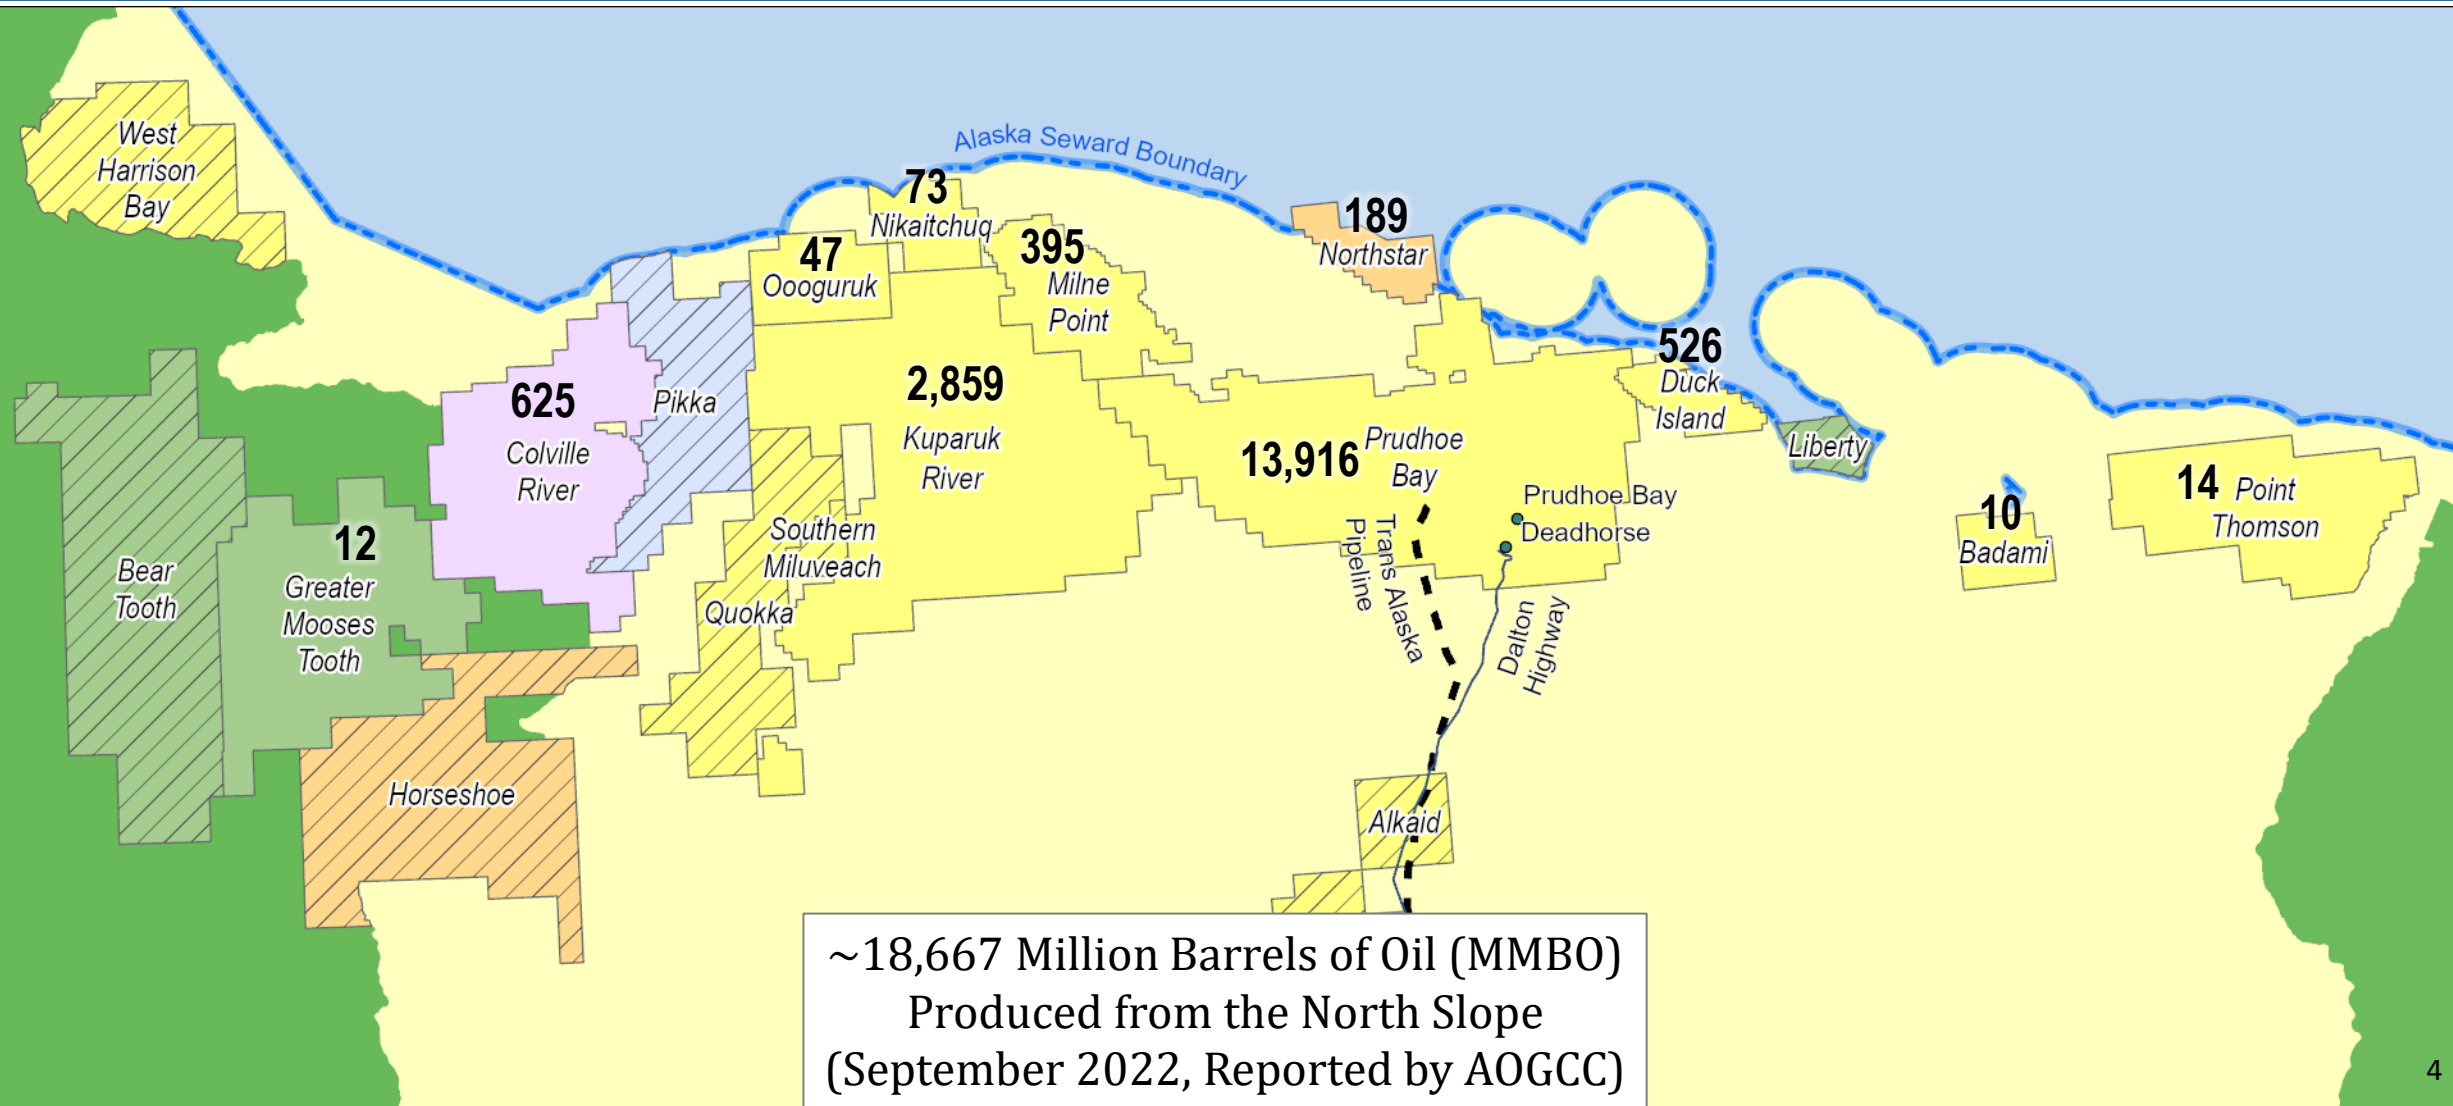 West
Harrison
Bay
Alaska Seward Boundary
73
Nikaitchuq
47
Oooguruk
395
Milne
Point
189
Northstar
526
Duck
Island
625
Colville
River
Pikka
2,859
Kuparuk
River
13,916
Prudhoe
Bay
Prudhoe Bay
Deadhorse
Liberty
10
Badami
14
Point
Thomson
Bear
Tooth
12
Greater
Mooses
Tooth
Southern
Miluveach
Quokka
Trans Alaska
Pipeline
Dalton
Highway
Horseshoe
Alkaid
~18,667 Million Barrels of Oil (MMBO)
Produced from the North Slope
(September 2022, Reported by AOGCC)
4